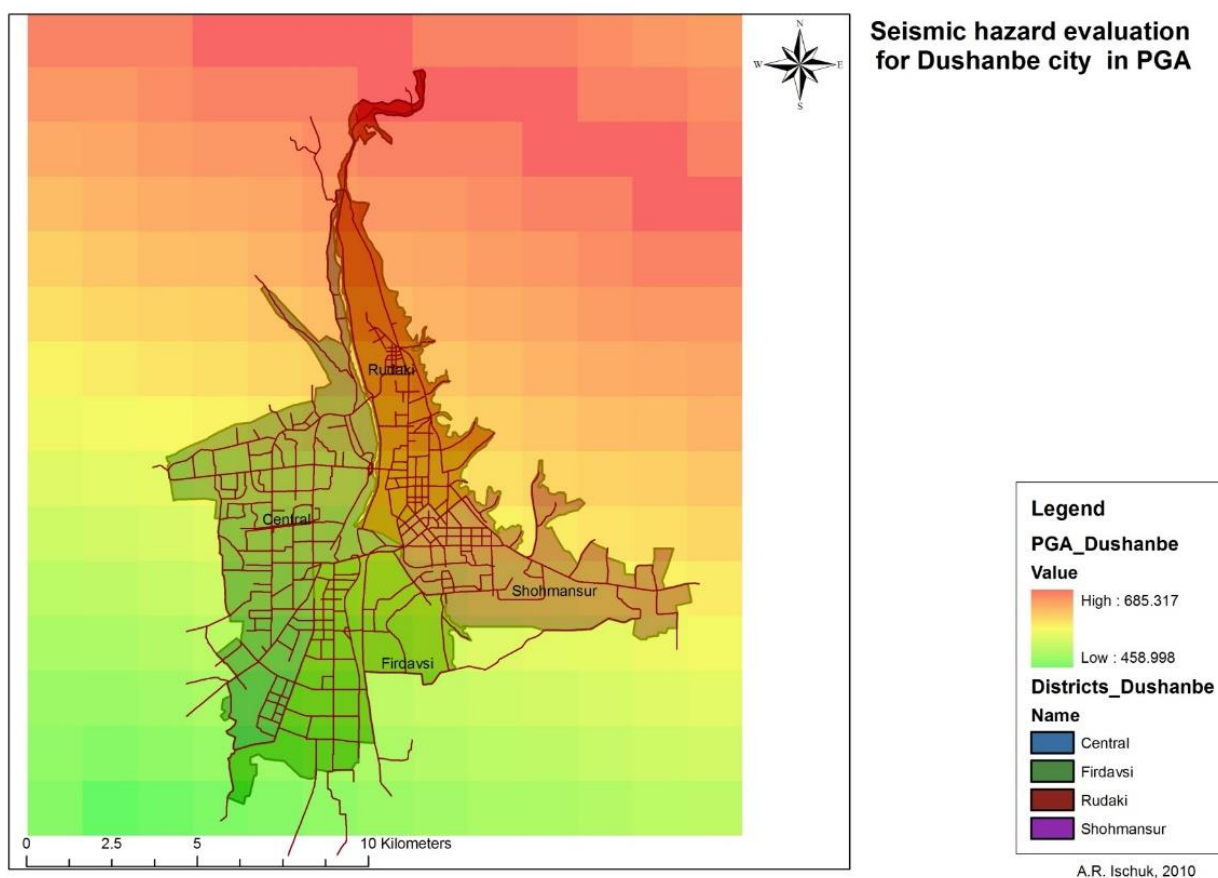 Seismic hazard evaluation
for Dushanbe city in PGA
N
W
E
S
Rudaki
Central
Shohmansur
Firdavsi
0
2.5
5
10 Kilometers
Legend
PGA_Dushanbe
Value
High : 685.317
Low : 458.998
Districts_Dushanbe
Name
Central
Firdavsi
Rudaki
Shohmansur
A.R. Ischuk, 2010